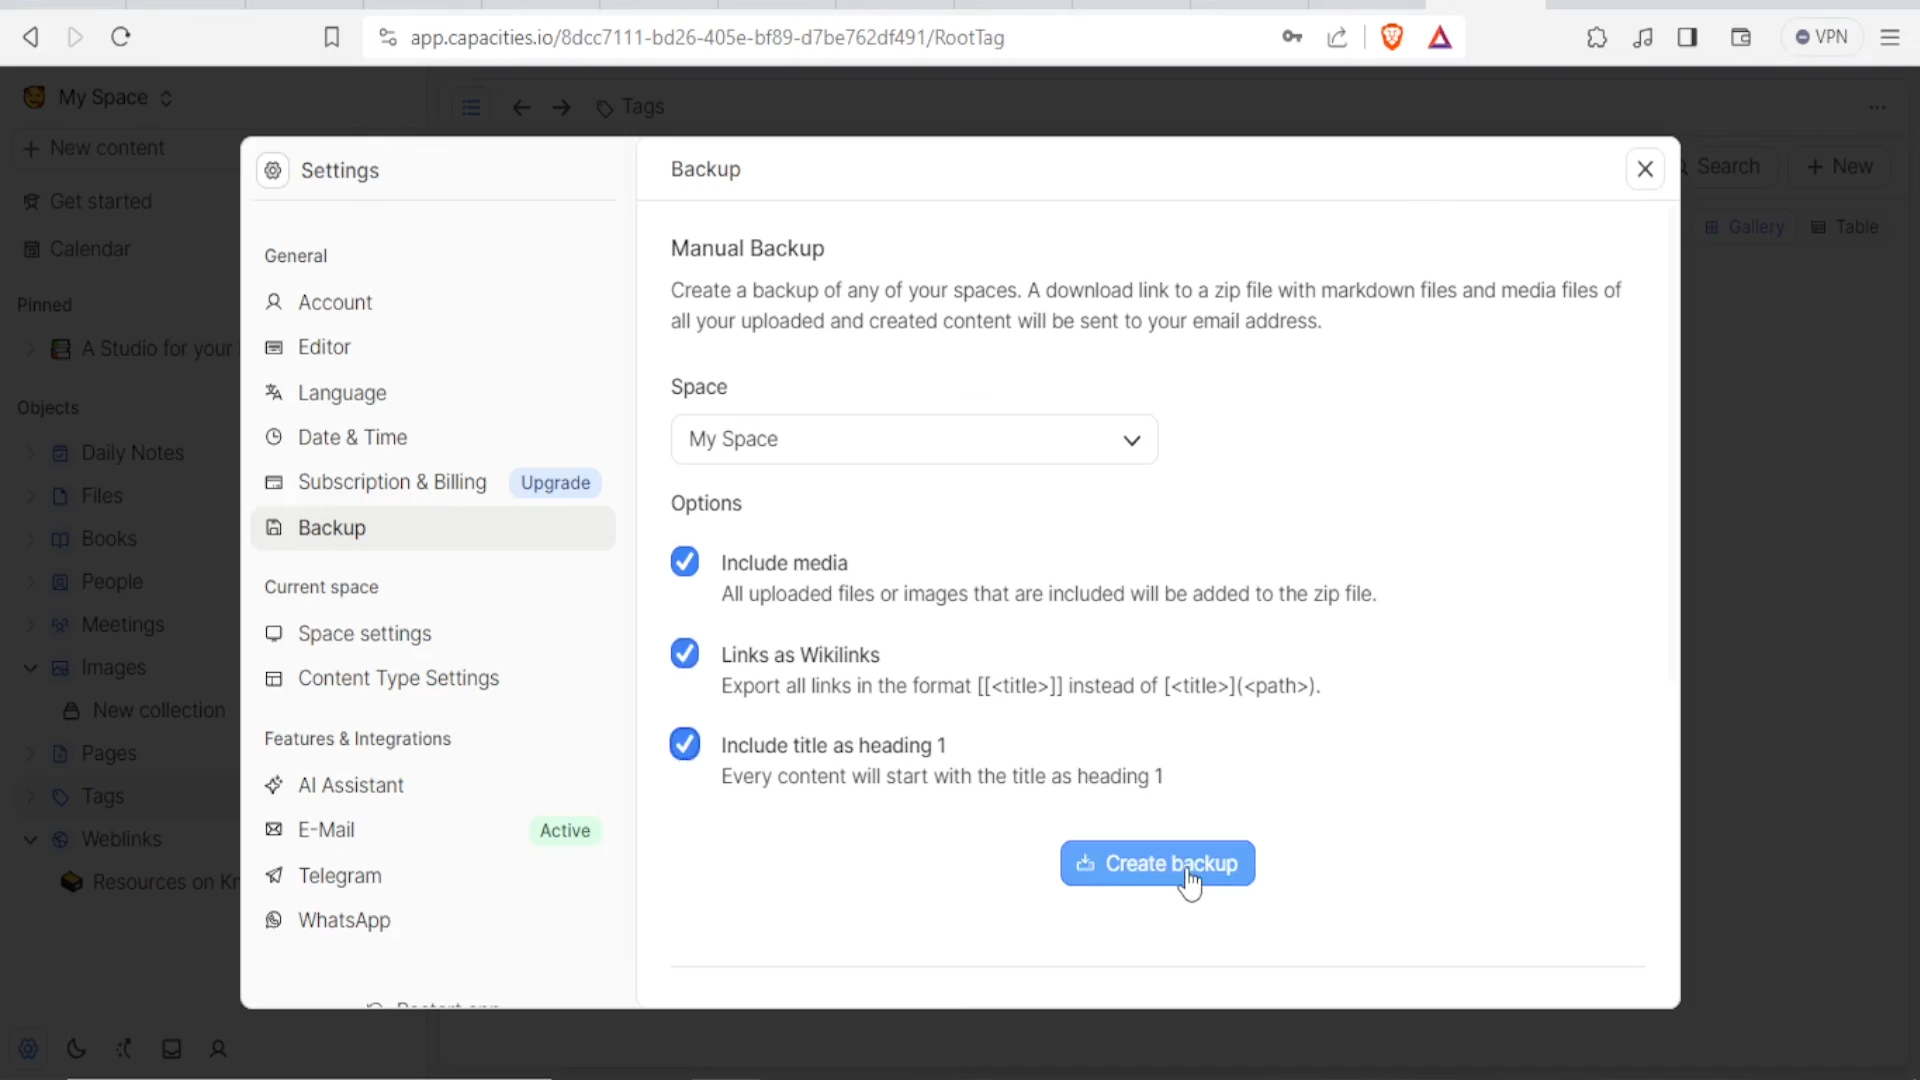 app.capacities.io/8dcc7111-bd26-405e-bf89-d7be762df491/RootTag
VPN
My Space
Tags
New content
Search
New
Get started
Gallery
Table
Calendar
Pinned
A Studio for your
Objects
Daily Notes
Files
Books
People
Meetings
Images
New collection
Pages
Tags
Weblinks
Resources on
Settings
General
Account
Editor
Language
Date & Time
Subscription & Billing Upgrade
Backup
Current space
Space settings
Content Type Settings
Features & Integrations
AI Assistant
E-Mail Active
Telegram
WhatsApp
Restart app
Backup
Manual Backup
Create a backup of any of your spaces. A download link to a zip file with markdown files and media files of
all your uploaded and created content will be sent to your email address.
Space
My Space
Options
Include media
All uploaded files or images that are included will be added to the zip file.
Links as Wikilinks
Export all links in the format [[<title>]] instead of [<title>](<path>).
Include title as heading 1
Every content will start with the title as heading 1
Create backup